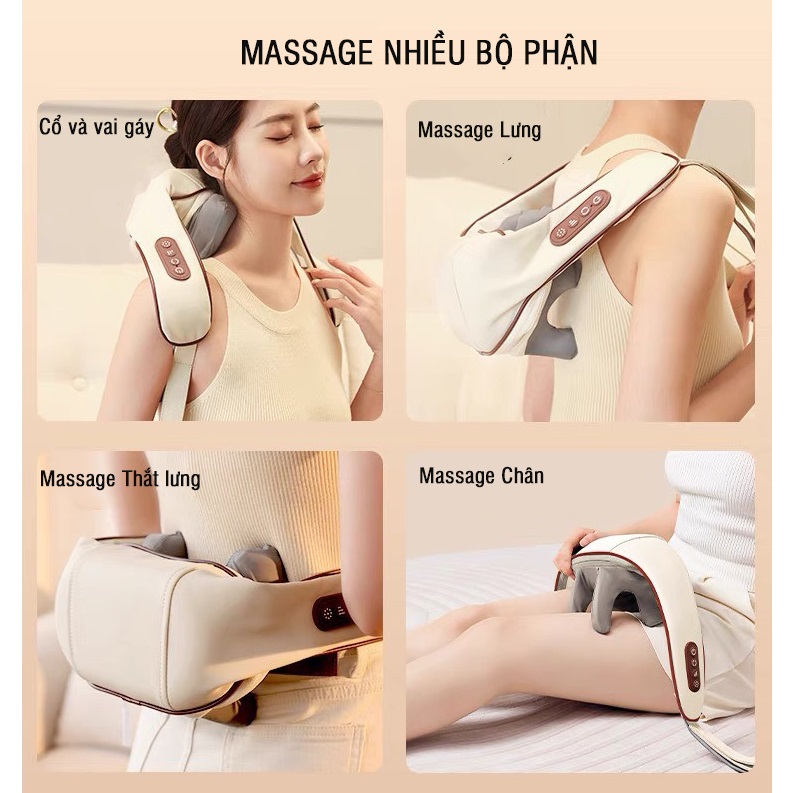 MASSAGE NHIỀU BỘ PHẬN
Cổ và vai gáy
Massage Lưng
Massage Thắt lưng
Massage Chân